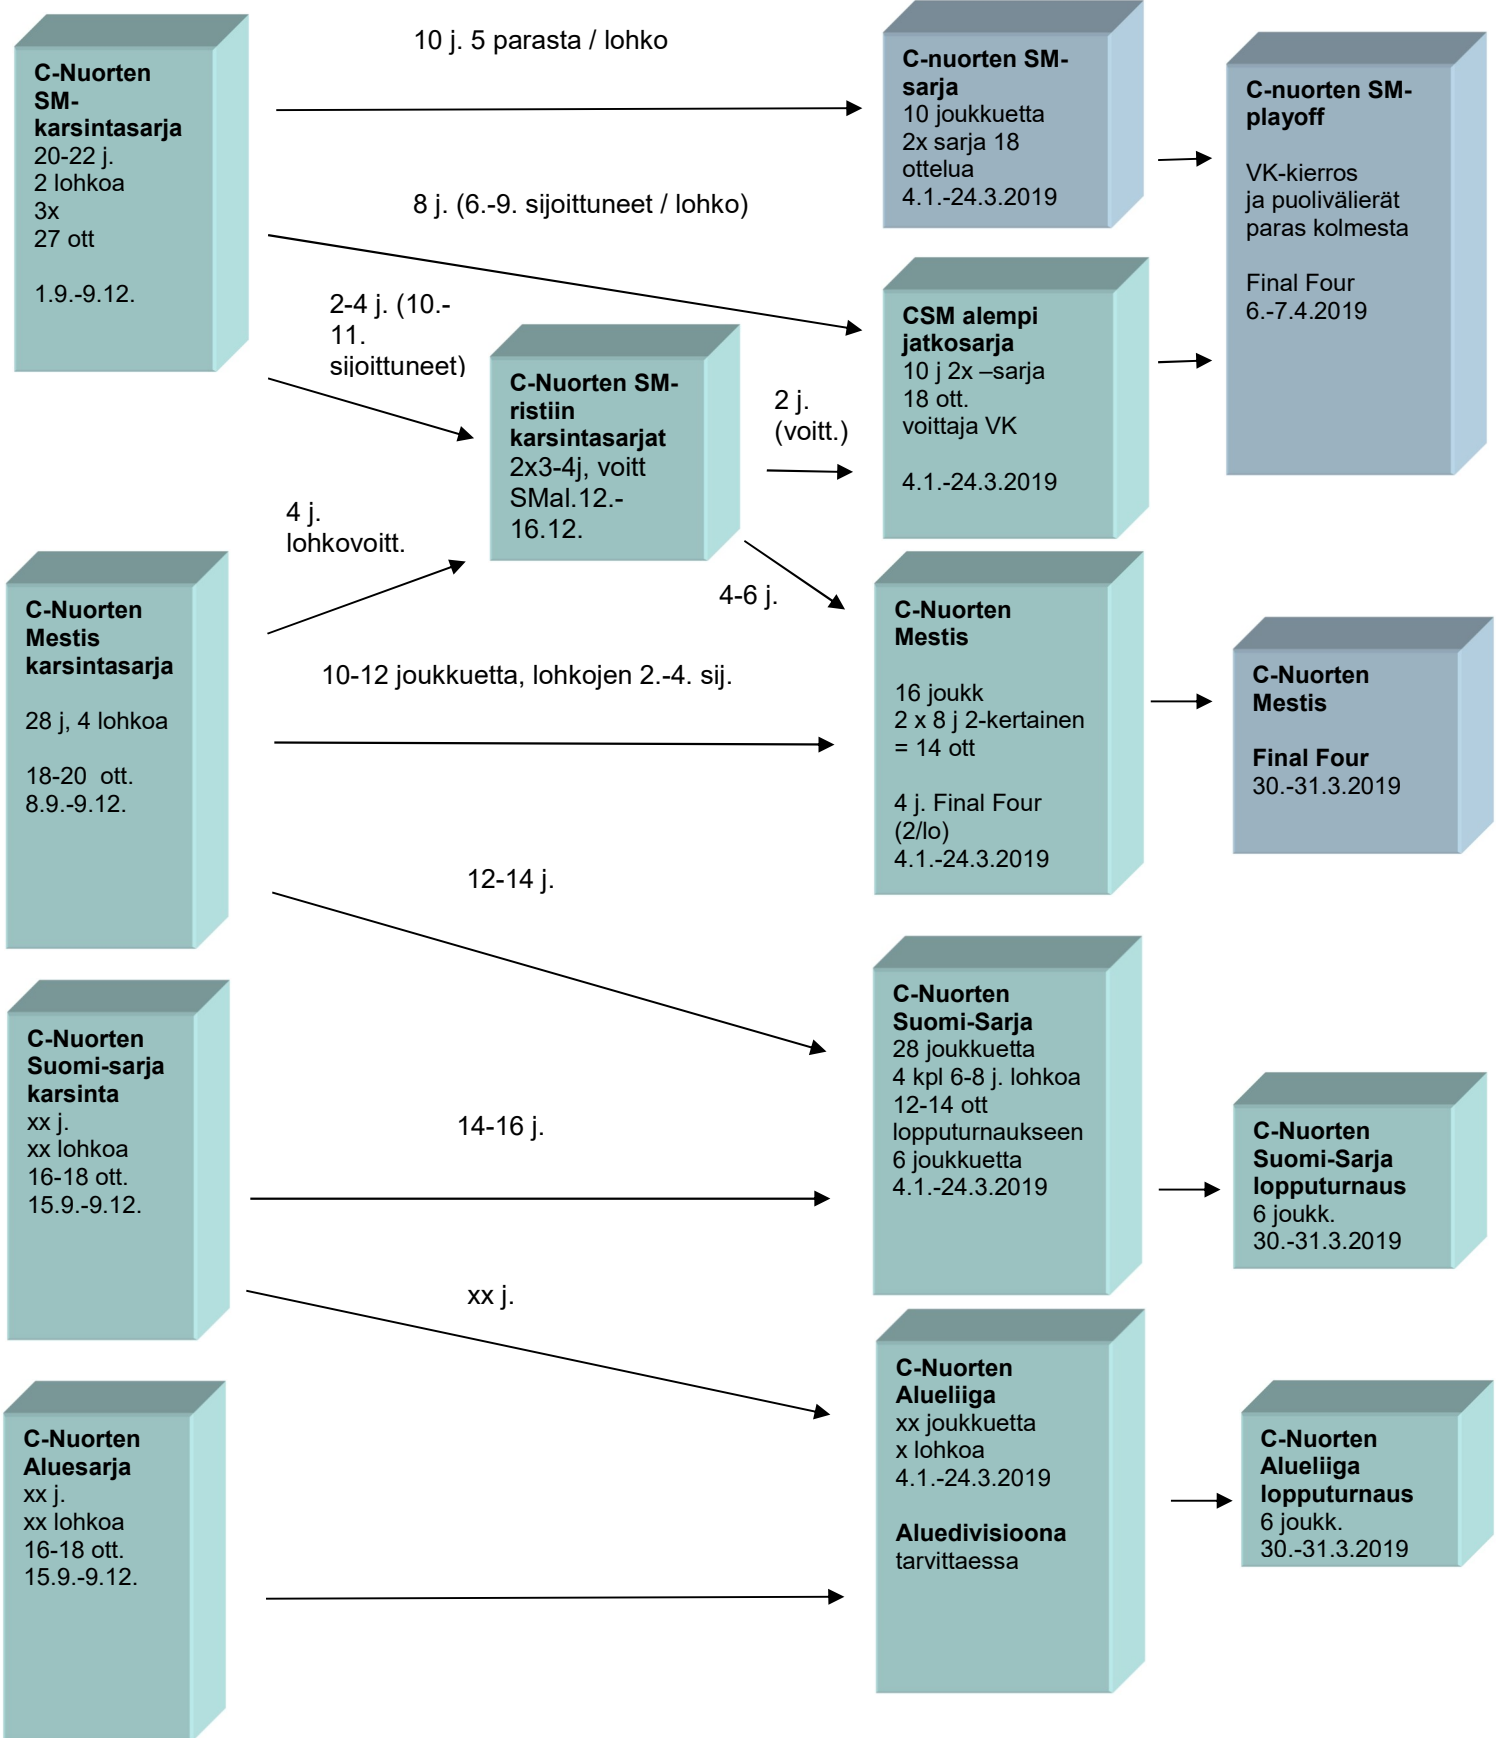 10 j. 5 parasta / lohko
C-Nuorten
SM-
karsintasarja
20-22 j.
2 lohkoa
3x
27 ott
1.9.-9.12.
C-nuorten SM-
sarja
10 joukkuetta
2x sarja 18
ottelua
4.1.-24.3.2019
C-nuorten SM-
playoff
VK-kierros
ja puolivälierät
paras kolmesta
Final Four
6.-7.4.2019
8 j. (6.-9. sijoittuneet / lohko)
2-4 j. (10.-
11.
sijoittuneet)
C-Nuorten SM-
ristiin
karsintasarjat
2x3-4j, voitt
SMal.12.-
16.12.
2 j.
(voitt.)
CSM alempi
jatkosarja
10 j 2x –sarja
18 ott.
voittaja VK
4.1.-24.3.2019
4 j.
lohkovoitt.
4-6 j.
C-Nuorten
Mestis
karsintasarja
28 j, 4 lohkoa
18-20 ott.
8.9.-9.12.
10-12 joukkuetta, lohkojen 2.-4. sij.
C-Nuorten
Mestis
16 joukk
2 x 8 j 2-kertainen
= 14 ott
4 j. Final Four
(2/lo)
4.1.-24.3.2019
C-Nuorten
Mestis
Final Four
30.-31.3.2019
12-14 j.
C-Nuorten
Suomi-sarja
karsinta
xx j.
xx lohkoa
16-18 ott.
15.9.-9.12.
14-16 j.
C-Nuorten
Suomi-Sarja
28 joukkuetta
4 kpl 6-8 j. lohkoa
12-14 ott
lopputurnaukseen
6 joukkuetta
4.1.-24.3.2019
C-Nuorten
Suomi-Sarja
lopputurnaus
6 joukk.
30.-31.3.2019
xx j.
C-Nuorten
Aluesarja
xx j.
xx lohkoa
16-18 ott.
15.9.-9.12.
C-Nuorten
Alueliiga
xx joukkuetta
x lohkoa
4.1.-24.3.2019
Aluedivisioona
tarvittaessa
C-Nuorten
Alueliiga
lopputurnaus
6 joukk.
30.-31.3.2019